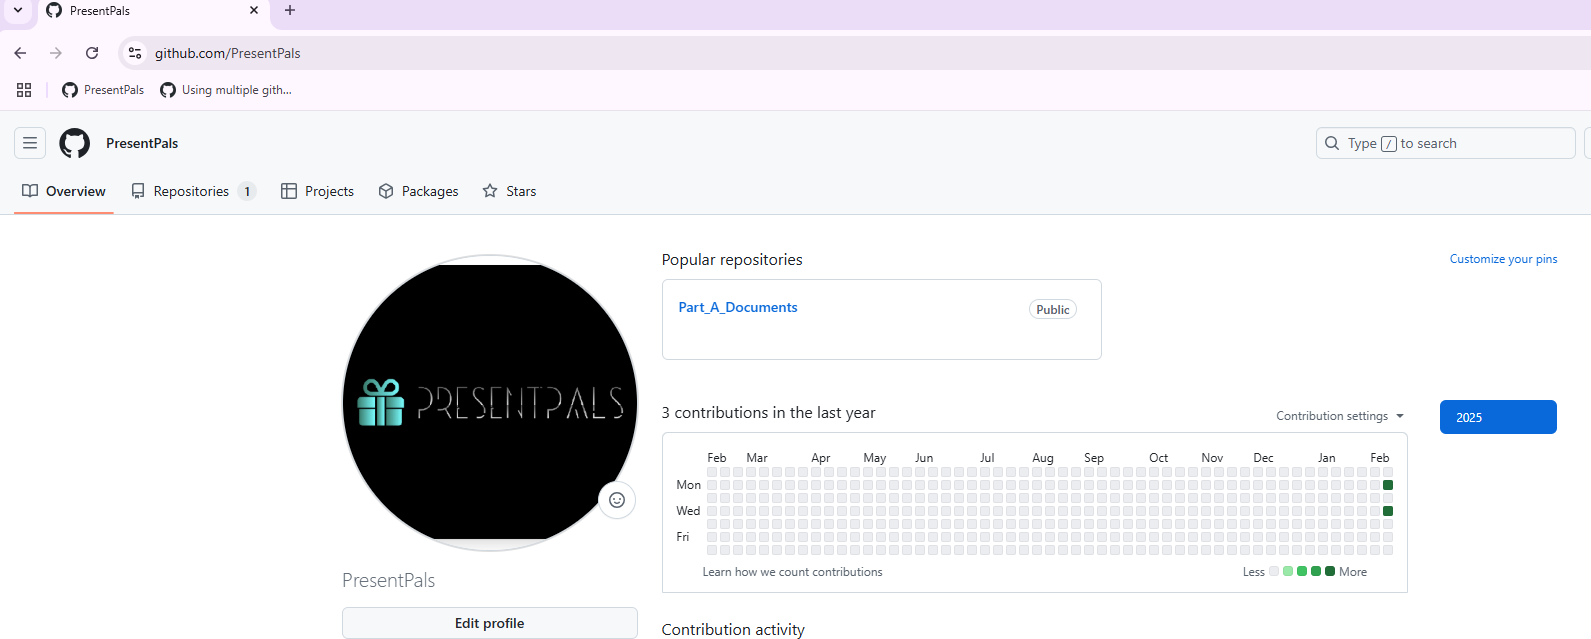 PresentPals
github.com/PresentPals
PresentPals
Using multiple gith...
PresentPals
Type / to search
Overview
Repositories 1
Projects
Packages
Stars
Popular repositories
Customize your pins
Part_A_Documents
Public
PRESENTPALS
3 contributions in the last year
Contribution settings
2025
Feb Mar Apr May Jun Jul Aug Sep Oct Nov Dec Jan Feb
Mon
Wed
Fri
Learn how we count contributions
Less
More
PresentPals
Edit profile
Contribution activity